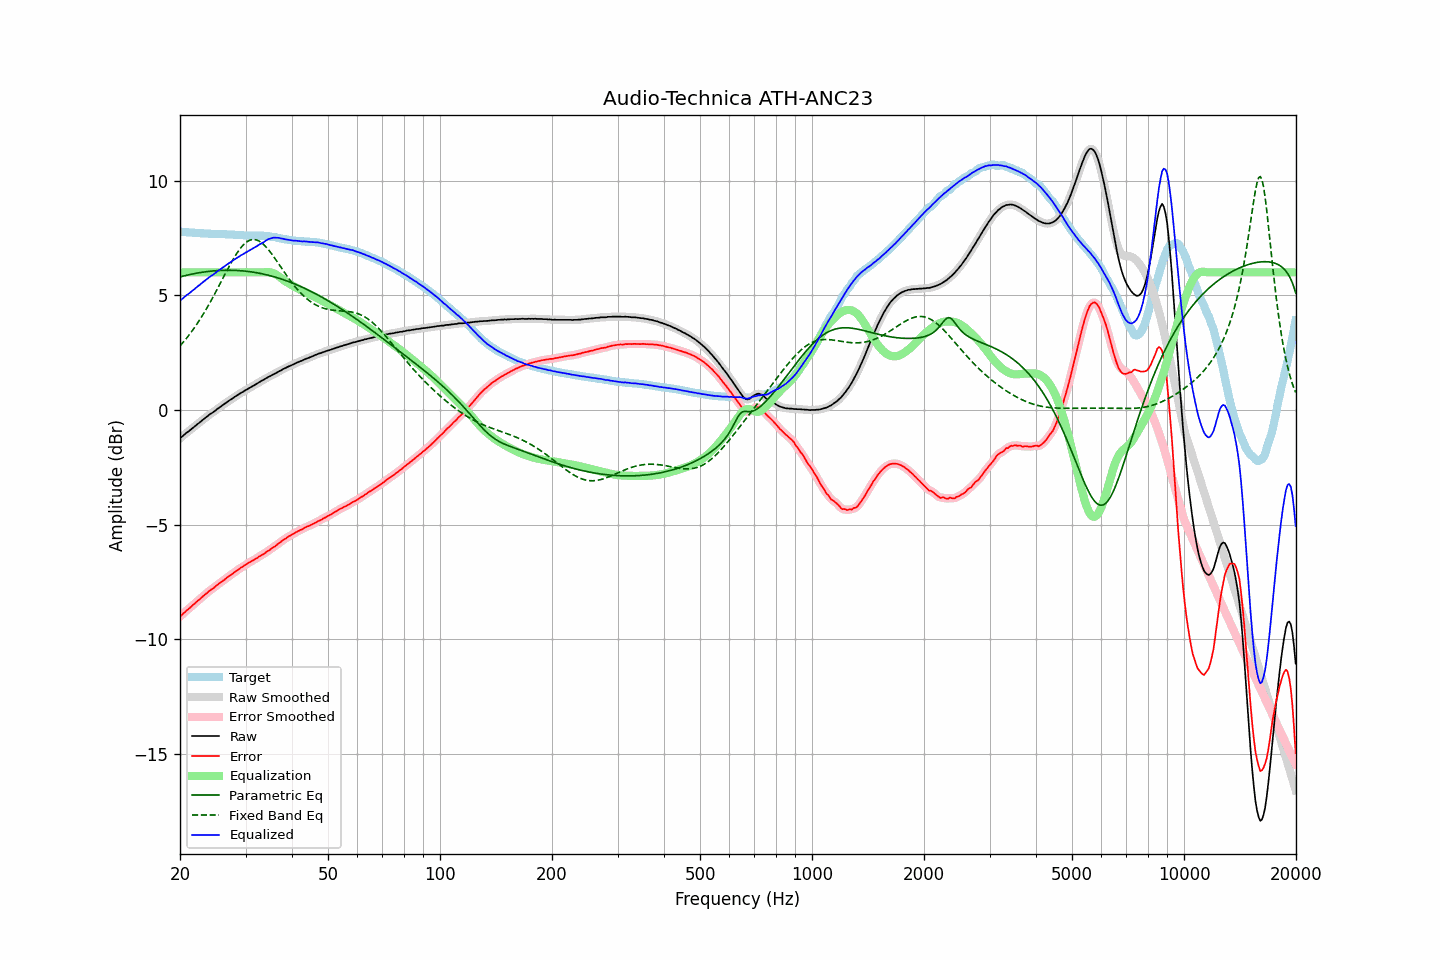 Audio-Technica ATH-ANC23
Amplitude (dBr)
10
5
0
−5
−10
−15
Target
Raw Smoothed
Error Smoothed
Raw
Error
Equalization
Parametric Eq
Fixed Band Eq
Equalized
20 50 100 200 500 1000 2000 5000 10000 20000
Frequency (Hz)